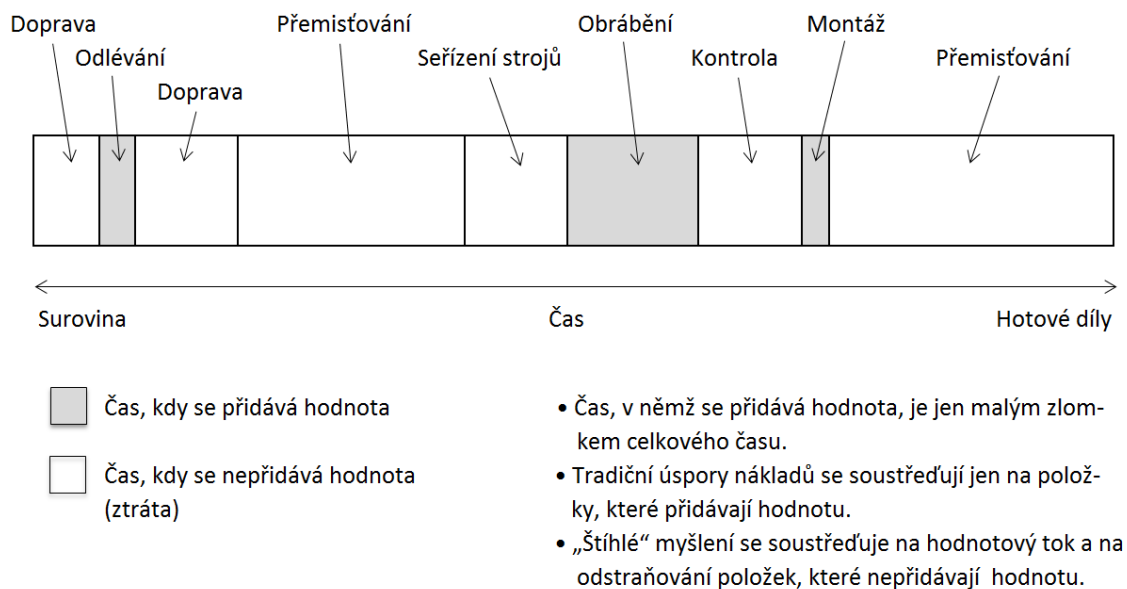 Doprava
Přemisťování
Obrábění
Montáž
Odlévání
Seřízení strojů
Kontrola
Přemisťování
Doprava
Surovina
Čas
Hotové díly
Čas, kdy se přidává hodnota
Čas, kdy se nepřidává hodnota
(ztráta)
• Čas, v němž se přidává hodnota, je jen malým zlom-
kem celkového času.
• Tradiční úspory nákladů se soustřeďují jen na polož-
ky, které přidávají hodnotu.
• „Štíhlé“ myšlení se soustřeďuje na hodnotový tok a na
odstraňování položek, které nepřidávají hodnotu.